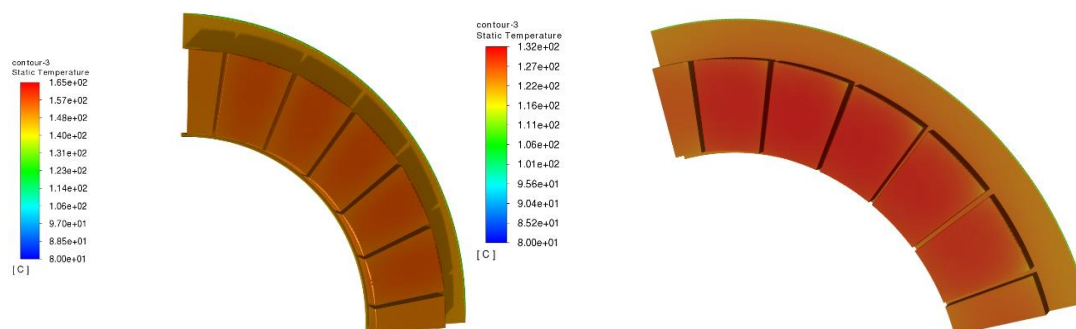 contour-3
Static Temperature
1.65e+02
1.57e+02
1.48e+02
1.40e+02
1.31e+02
1.23e+02
1.14e+02
1.06e+02
9.70e+01
8.85e+01
8.00e+01
[ C ]
contour-3
Static Temperature
1.32e+02
1.27e+02
1.22e+02
1.16e+02
1.11e+02
1.06e+02
1.01e+02
9.56e+01
9.04e+01
8.52e+01
8.00e+01
[ C ]